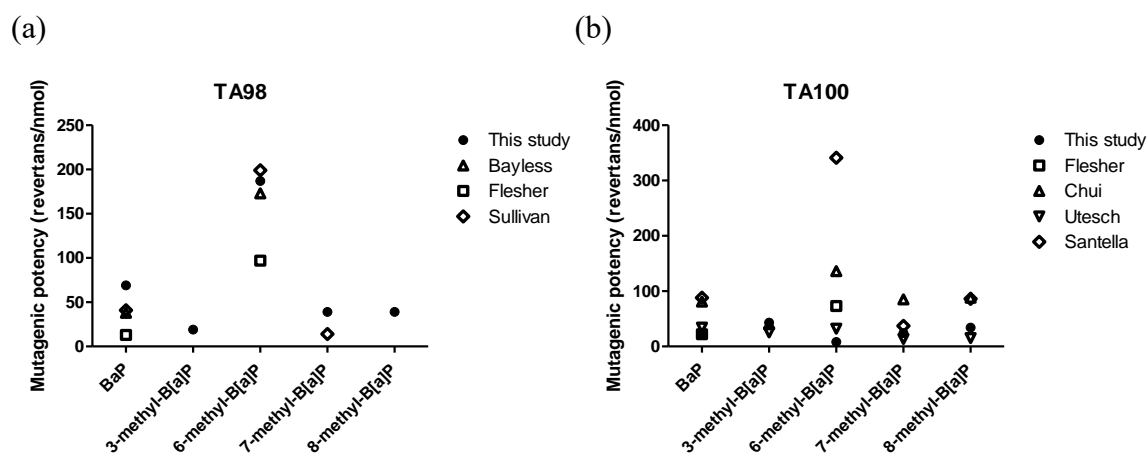 (a)
(b)
TA98
Mutagenic potency (revertans/nmol)
250
200
150
100
50
0
BaP
3-methyl-B[a]P
6-methyl-B[a]P
7-methyl-B[a]P
8-methyl-B[a]P
This study
Bayless
Flesher
Sullivan
TA100
Mutagenic potency (revertans/nmol)
400
300
200
100
0
BaP
3-methyl-B[a]P
6-methyl-B[a]P
7-methyl-B[a]P
8-methyl-B[a]P
This study
Flesher
Chui
Utesch
Santella